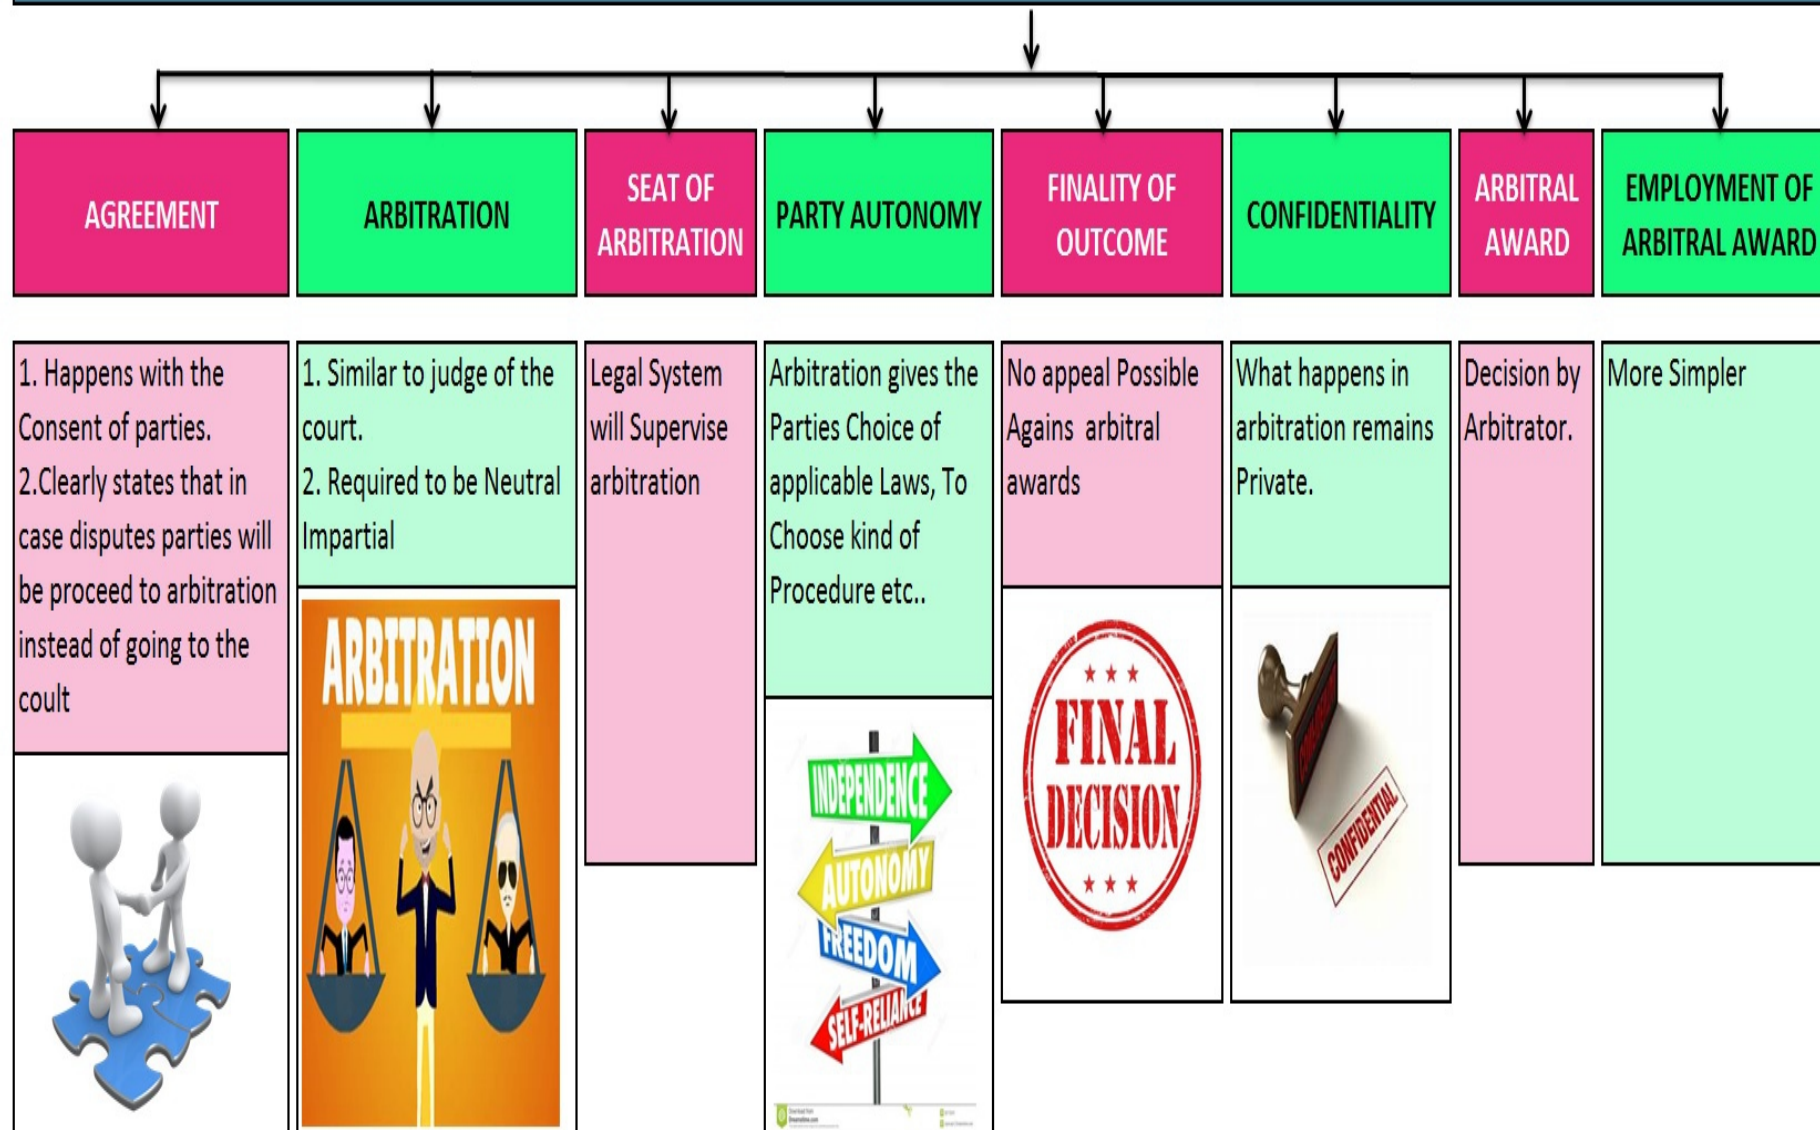 AGREEMENT
ARBITRATION
SEAT OF
ARBITRATION
PARTY AUTONOMY
FINALITY OF
OUTCOME
CONFIDENTIALITY
ARBITRAL
AWARD
EMPLOYMENT OF
ARBITRAL AWARD
1. Happens with the
Consent of parties.
2.Clearly states that in
case disputes parties will
be proceed to arbitration
instead of going to the
coult
1. Similar to judge of the
court.
2. Required to be Neutral
Impartial
ARBITRATION
Legal System
will Supervise
arbitration
Arbitration gives the
Parties Choice of
applicable Laws, To
Choose kind of
Procedure etc..
INDEPENDENCE
AUTONOMY
FREEDOM
SELF-RELIANCE
No appeal Possible
Agains arbitral
awards
FINAL
DECISION
What happens in
arbitration remains
Private.
CONFIDENTIAL
Decision by
Arbitrator.
More Simpler